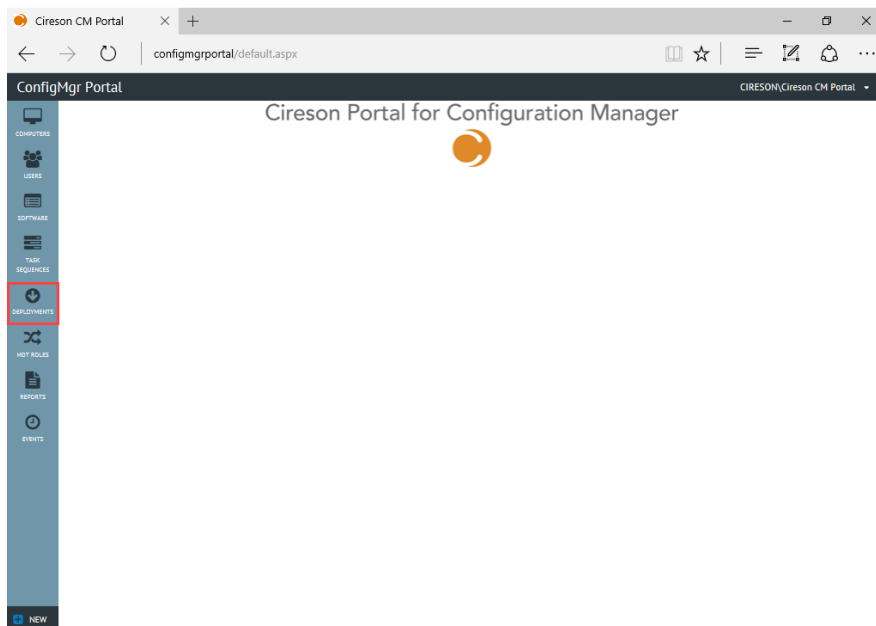 Cireson CM Portal
configmgrportal/default.aspx
ConfigMgr Portal
CIRESON\Cireson CM Portal
Cireson Portal for Configuration Manager
COMPUTERS
USERS
SOFTWARE
TASK
SEQUENCES
DEPLOYMENTS
MDT ROLES
REPORTS
EVENTS
NEW